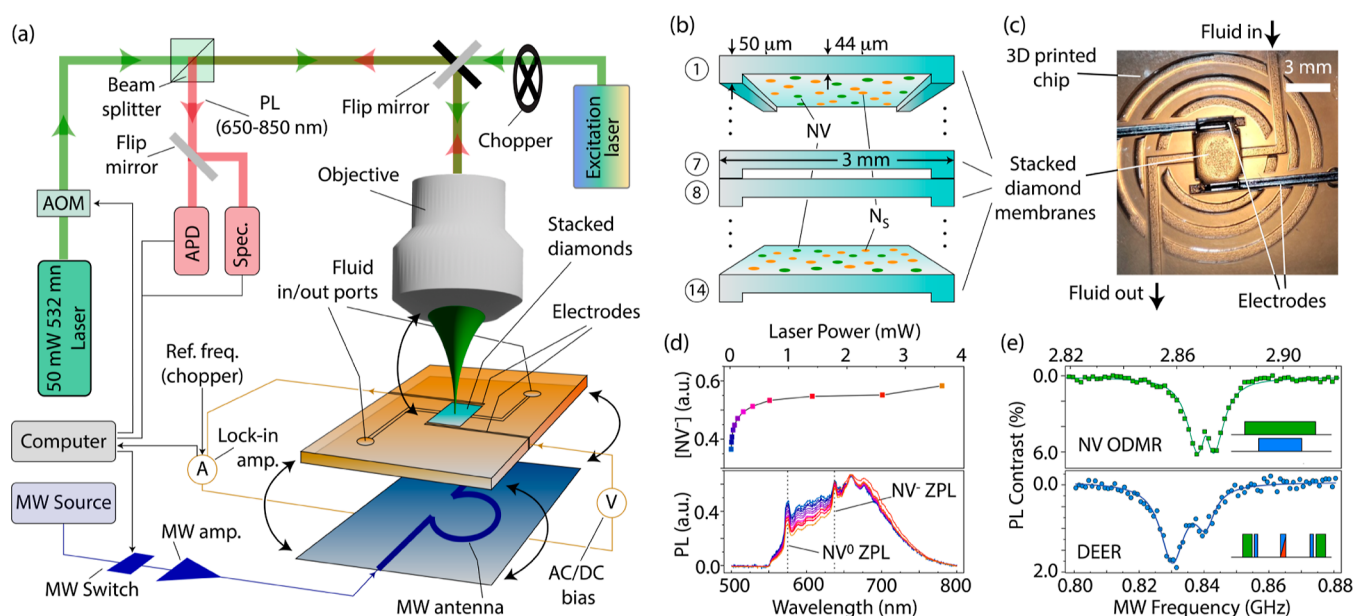 (a)
Beam
splitter
PL
(650-850 nm)
Flip mirror
Chopper
Excitation
laser
Flip
mirror
Objective
AOM
APD
Spec.
50 mW 532 mn
Laser
Stacked
diamonds
Fluid
in/out ports
Electrodes
Ref. freq.
(chopper)
Computer
Lock-in
amp.
A
MW Source
V
MW amp.
MW Switch
MW antenna
AC/DC
bias
(b)
50 μm
44 μm
1
NV
7
3 mm
8
NS
14
Stacked
diamond
membranes
(c)
Fluid in
3D printed
chip
3 mm
Fluid out
Electrodes
(d)
Laser Power (mW)
0
1
2
3
4
0.6
0.4
[NV-] (a.u.)
PL (a.u)
0.4
0.0
NV- ZPL
NV0 ZPL
500
600
700
800
Wavelength (nm)
(e)
2.82
2.86
2.90
0.0
6.0
NV ODMR
PL Contrast (%)
0.0
2.0
DEER
0.80
0.82
0.84
0.86
0.88
MW Frequency (GHz)